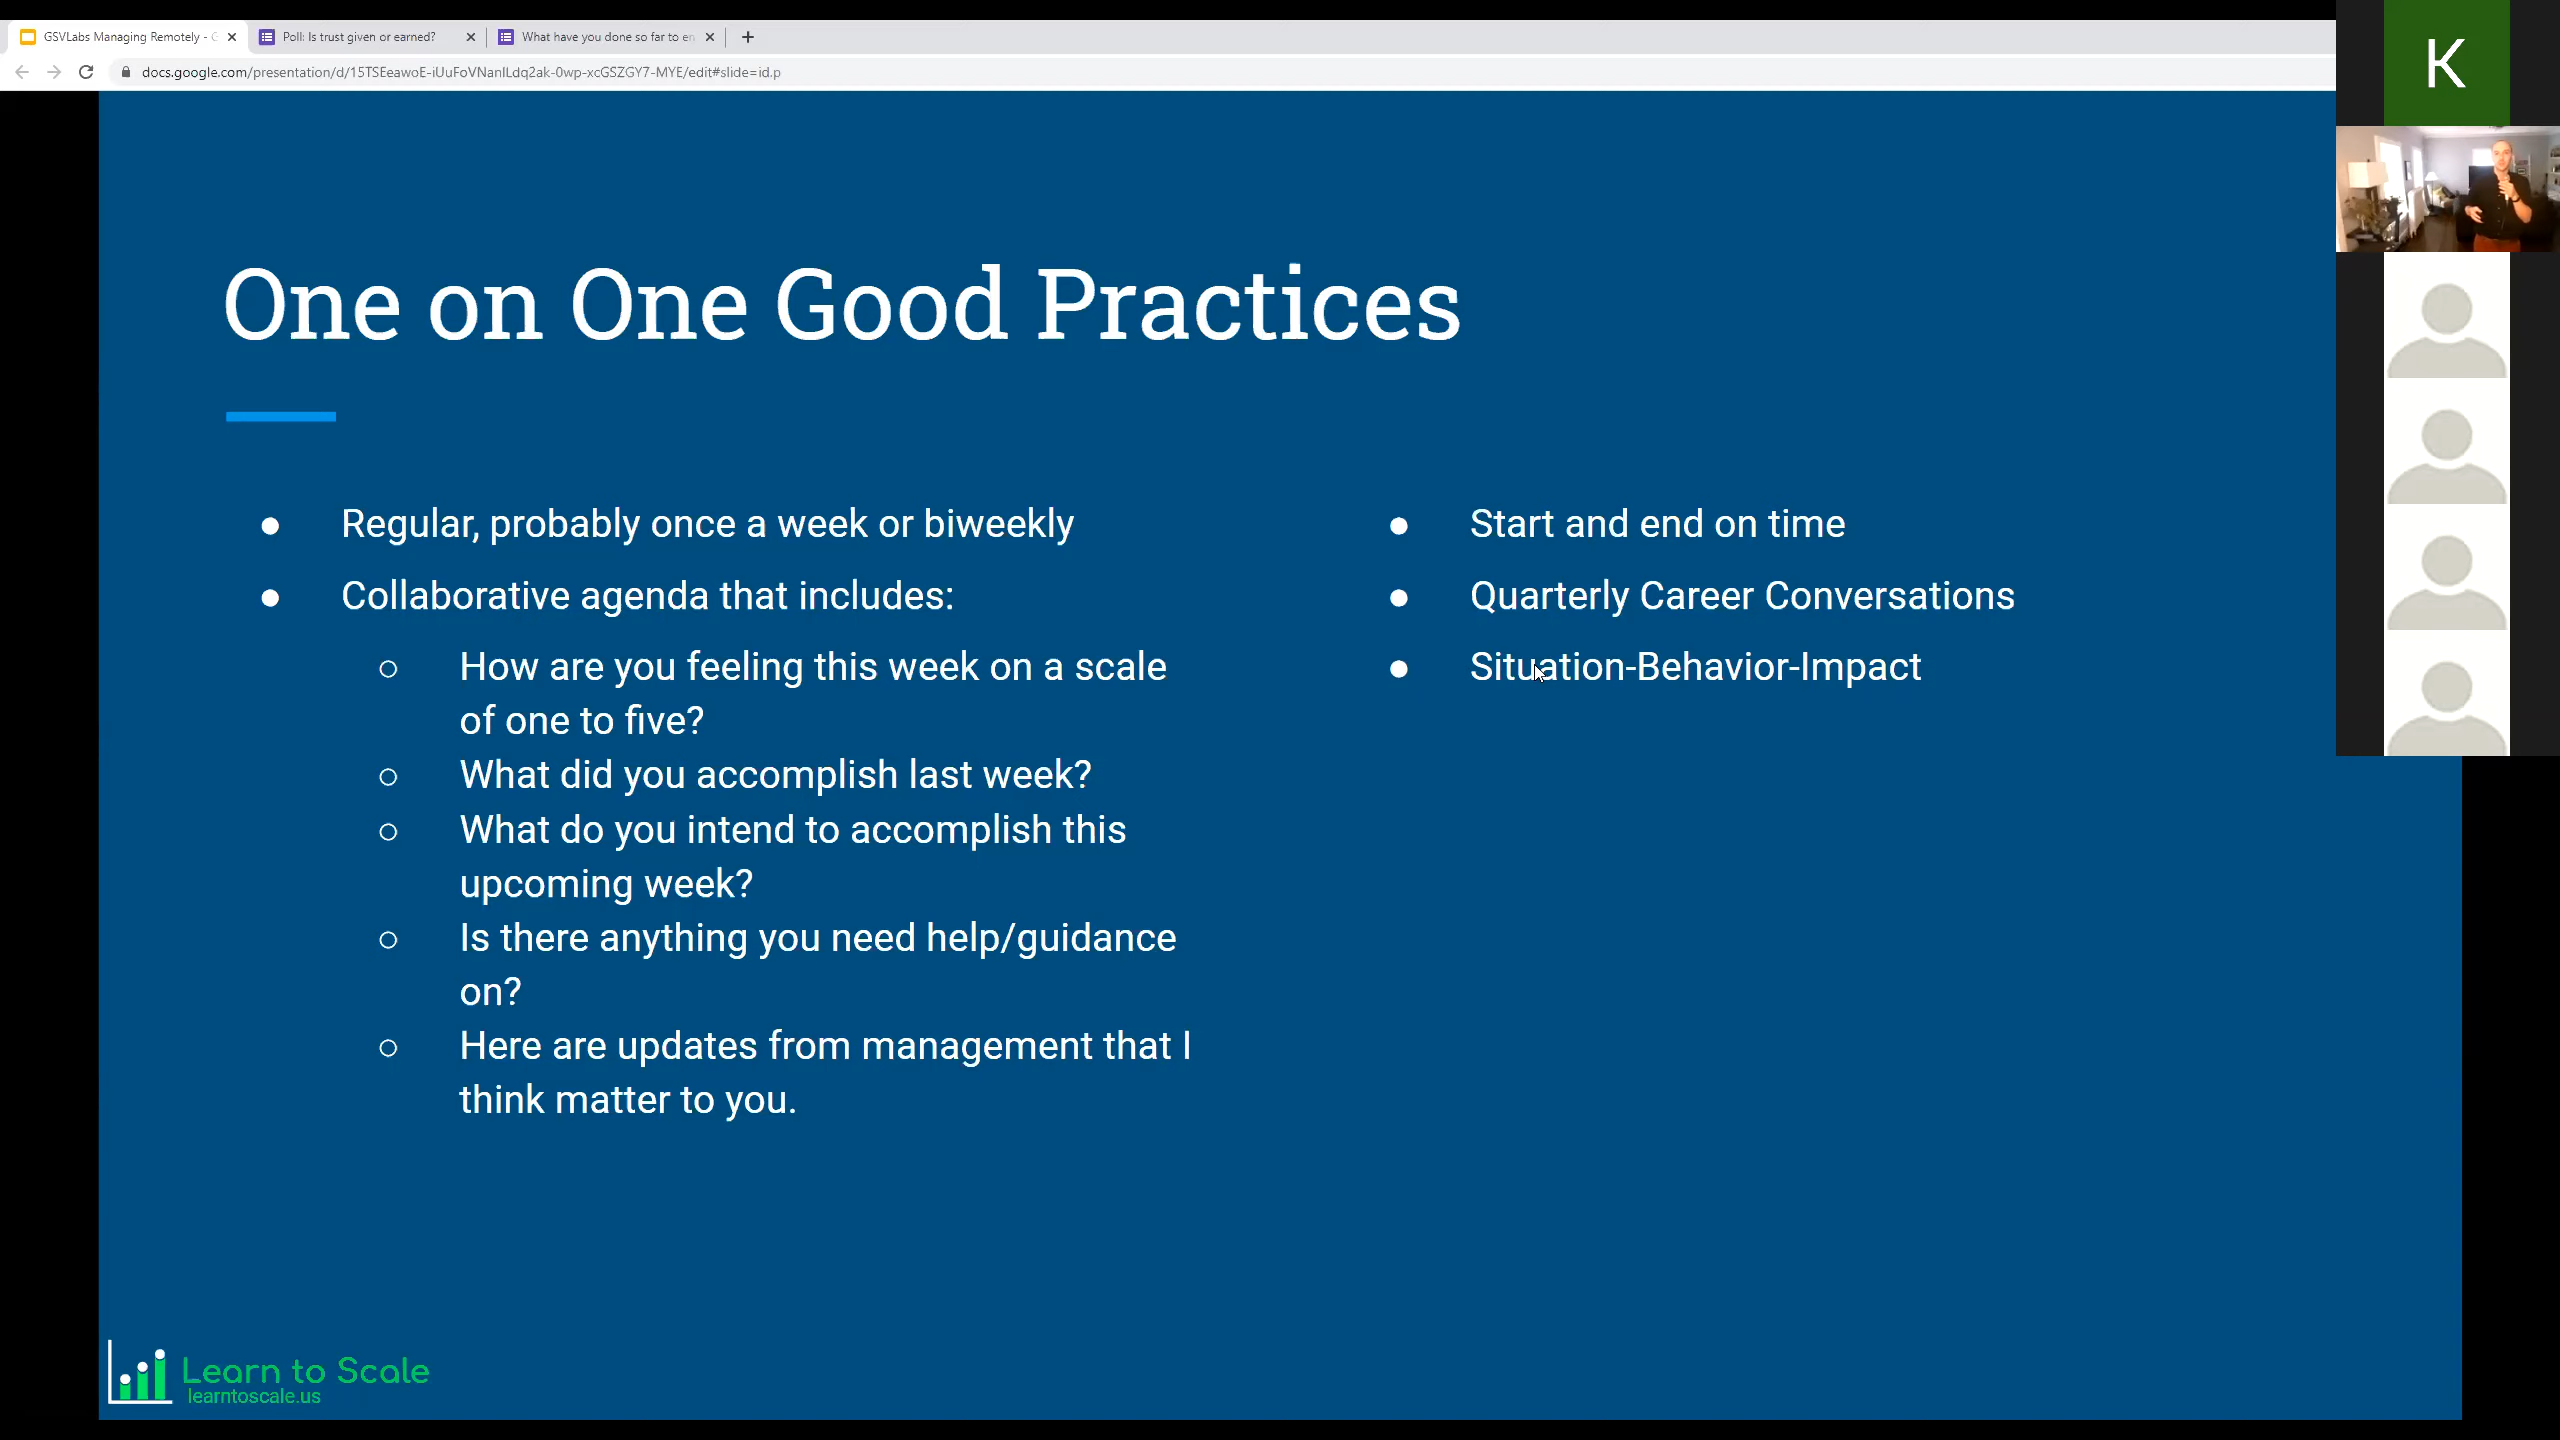 GSVLabs Managing Remotely - G
Poll: Is trust given or earned?
What have you done so far to en
docs.google.com/presentation/d/15TSEeawoE-iUuFoVNanlLdq2ak-0wp-xcGSZGY7-MYE/edit#slide=id.p
K
One on One Good Practices
● Regular, probably once a week or biweekly
● Collaborative agenda that includes:
○ How are you feeling this week on a scale
of one to five?
○ What did you accomplish last week?
○ What do you intend to accomplish this
upcoming week?
○ Is there anything you need help/guidance
on?
○ Here are updates from management that I
think matter to you.
● Start and end on time
● Quarterly Career Conversations
● Situation-Behavior-Impact
Learn to Scale
learntoscale.us